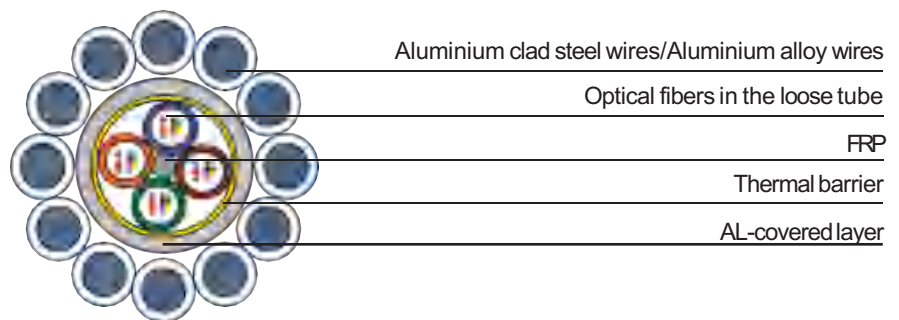 Aluminium clad steel wires/Aluminium alloy wires
Optical fibers in the loose tube
FRP
Thermal barrier
AL-covered layer